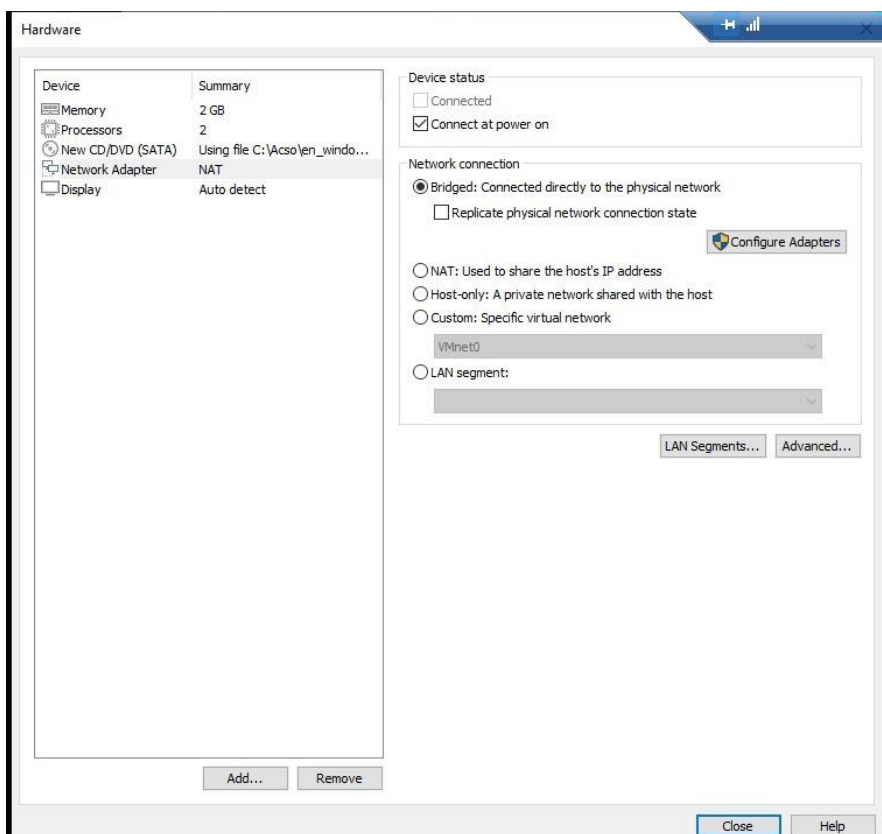 Hardware
Device Summary
Memory 2 GB
Processors 2
New CD/DVD (SATA) Using file C:\Acso\en_windo...
Network Adapter NAT
Display Auto detect
Add... Remove
Device status
Connected
Connect at power on
Network connection
Bridged: Connected directly to the physical network
Replicate physical network connection state
Configure Adapters
NAT: Used to share the host's IP address
Host-only: A private network shared with the host
Custom: Specific virtual network
VMnet0
LAN segment:
LAN Segments... Advanced...
Close Help